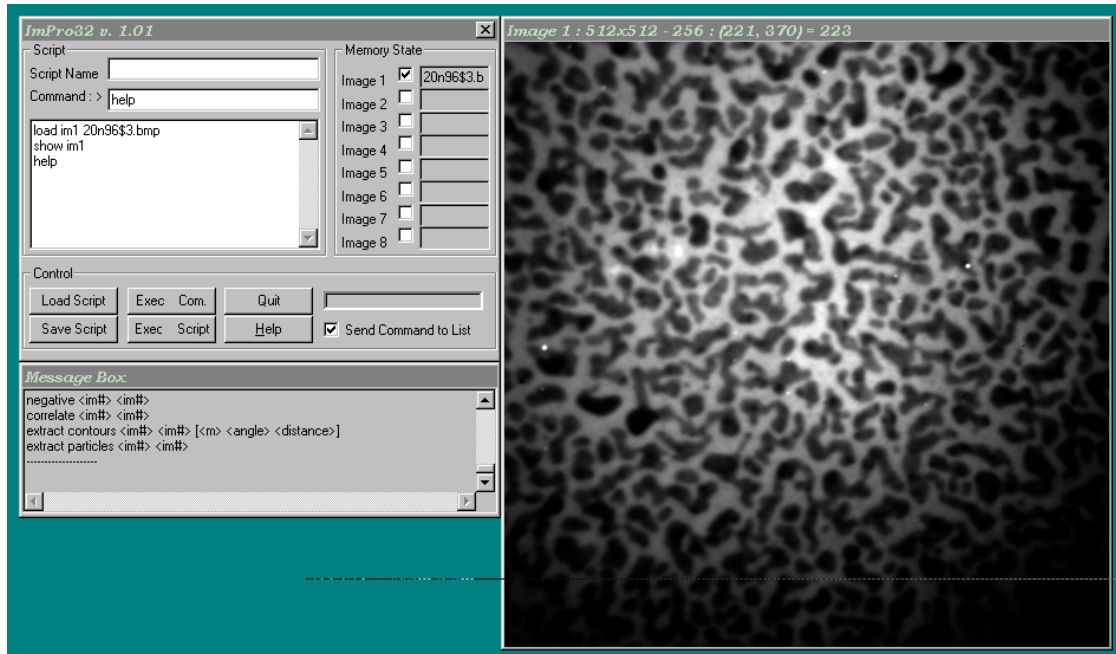 ImPro32 v. 1.01
Script
Script Name
Command : > help
load im1 20n96$3.bmp
show im1
help
Memory State
Image 1 20n96$3.b
Image 2
Image 3
Image 4
Image 5
Image 6
Image 7
Image 8
Control
Load Script Exec Com. Quit
Save Script Exec Script Help Send Command to List
Message Box
negative <im#> <im#>
correlate <im#> <im#>
extract contours <im#> <im#> [<m> <angle> <distance>]
extract particles <im#> <im#>
--------------------
Image 1 : 512x512 - 256 : (221, 370) = 223